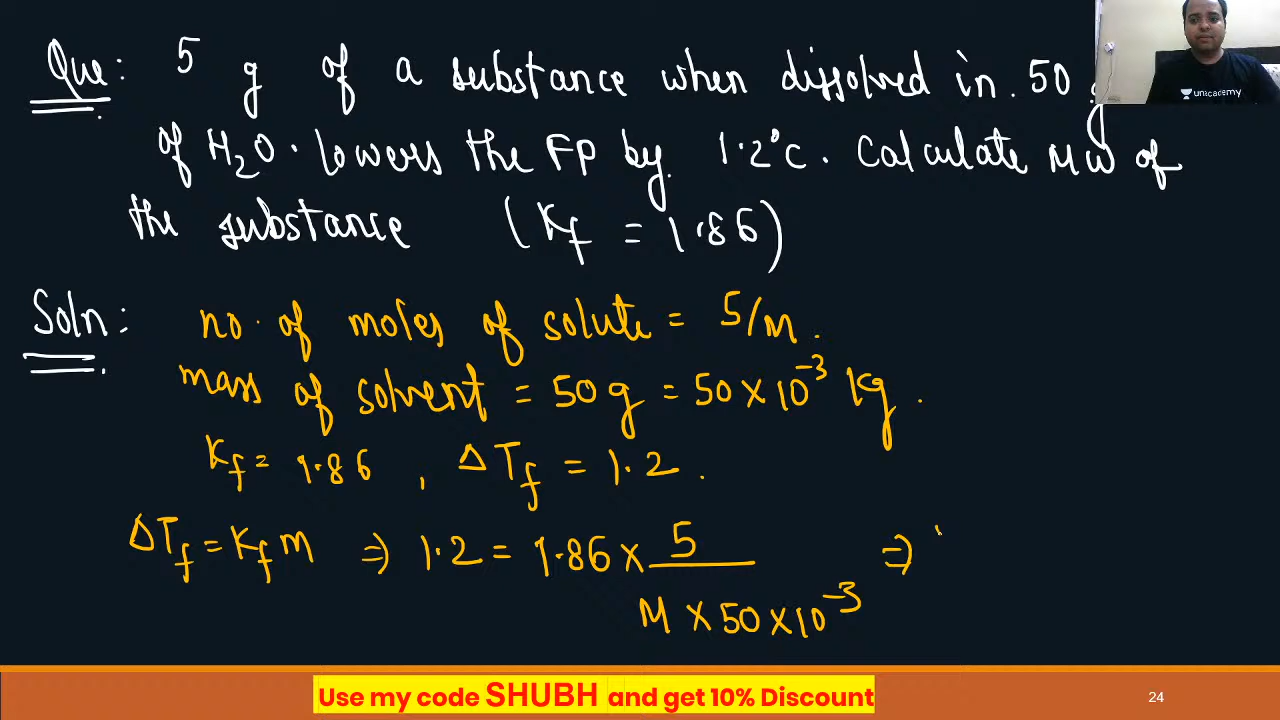 Que: 5 g of a substance when dissolved in 50 g
of H₂O. lowers the FP by 1.2°C. Calculate MW of
the substance (Kf = 1.86)
Soln: no. of moles of solute = 5/M.
mass of solvent = 50 g = 50 × 10⁻³ kg.
Kf = 1.86, ΔTf = 1.2.
ΔTf = Kf m ⇒ 1.2 = 1.86 × 5 / M × 50 × 10⁻³ ⇒
unacademy
Use my code SHUBH and get 10% Discount
24